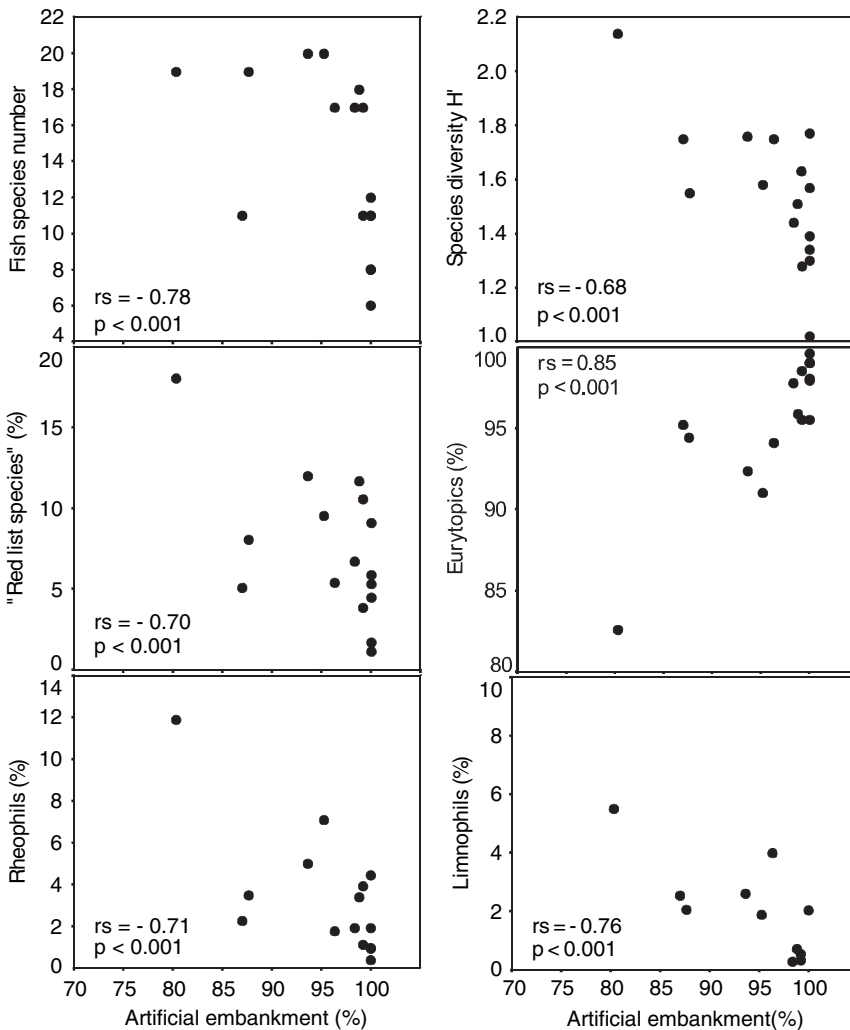 22
20
18
16
14
12
10
8
6
4
Fish species number
rs = - 0.78
p < 0.001
2.2
2.0
1.8
1.6
1.4
1.2
1.0
Species diversity H'
rs = - 0.68
p < 0.001
20
15
10
5
0
"Red list species" (%)
rs = - 0.70
p < 0.001
100
95
90
85
80
Eurytopics (%)
rs = 0.85
p < 0.001
14
12
10
8
6
4
2
0
Rheophils (%)
rs = - 0.71
p < 0.001
70 75 80 85 90 95 100
Artificial embankment (%)
10
8
6
4
2
0
Limnophils (%)
rs = - 0.76
p < 0.001
70 75 80 85 90 95 100
Artificial embankment(%)